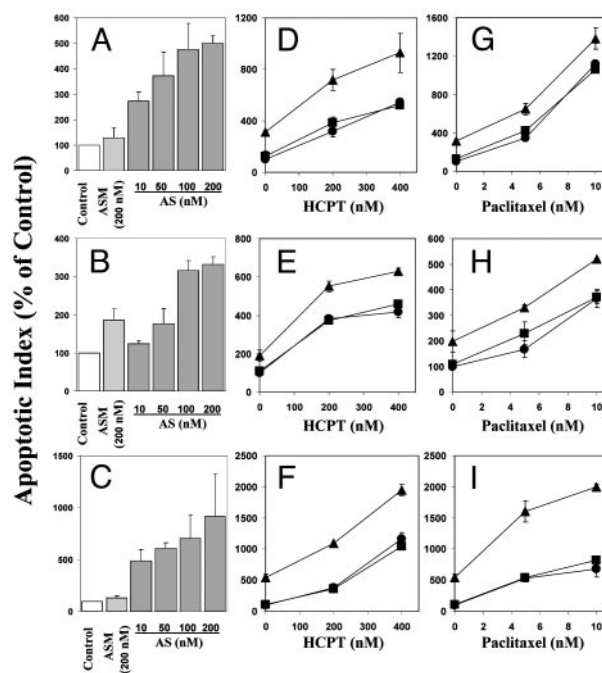 Apoptotic Index (% of Control)
A
600
500
400
300
200
100
0
Control
ASM
(200 nM)
10 50 100 200
AS (nM)
D
1200
800
400
0
0 100 200 300 400
HCPT (nM)
G
1600
1200
800
400
0
0 2 4 6 8 10
Paclitaxel (nM)
B
400
300
200
100
0
Control
ASM
(200 nM)
10 50 100 200
AS (nM)
E
800
600
400
200
0
0 100 200 300 400
HCPT (nM)
H
600
500
400
300
200
100
0
0 2 4 6 8 10
Paclitaxel (nM)
C
1500
1000
500
0
Control
ASM
(200 nM)
10 50 100 200
AS (nM)
F
2500
2000
1500
1000
500
0
0 100 200 300 400
HCPT (nM)
I
2500
2000
1500
1000
500
0
0 2 4 6 8 10
Paclitaxel (nM)